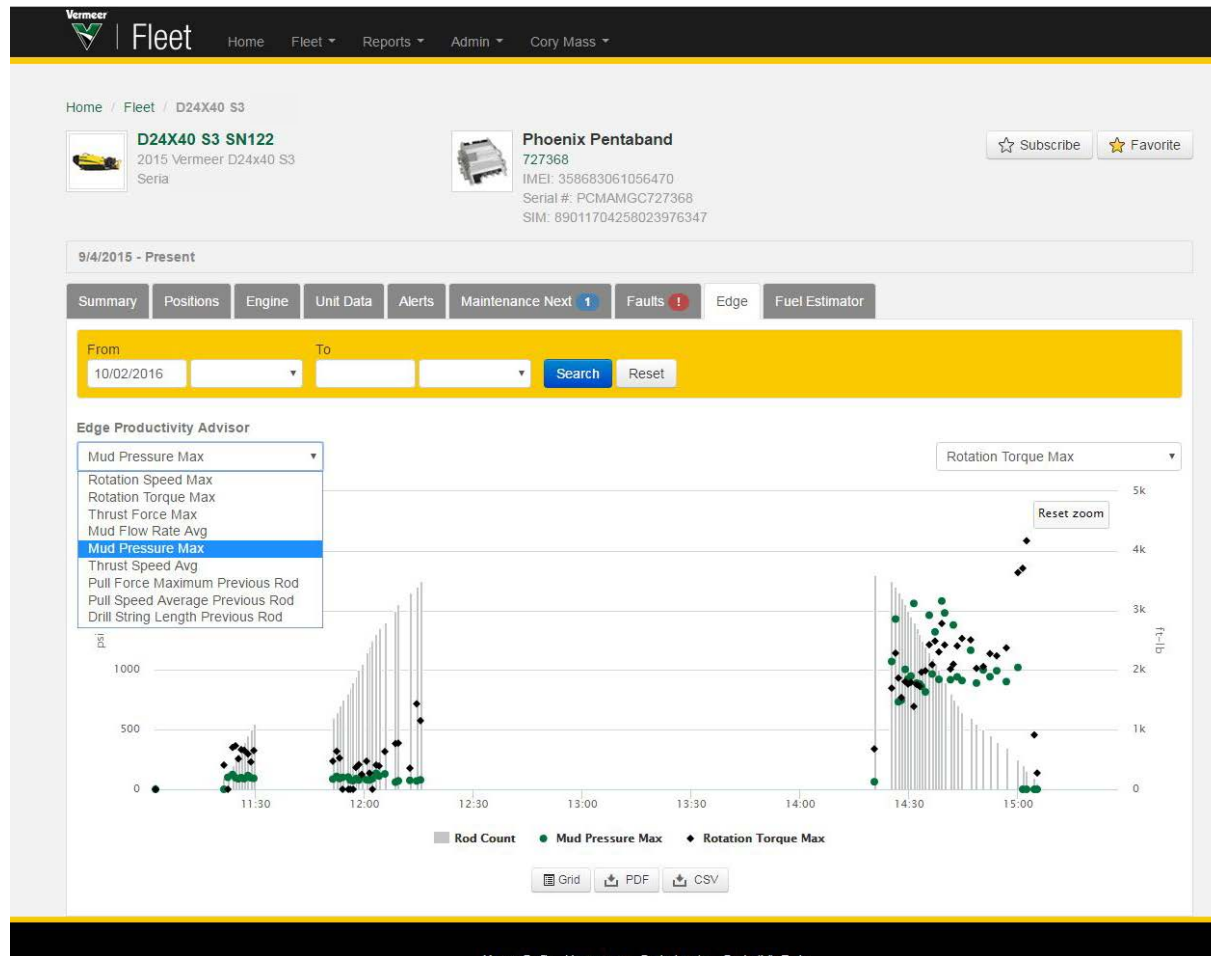 Vermeer
Fleet Home Fleet Reports Admin Cory Mass
Home / Fleet / D24X40 S3
D24X40 S3 SN122
2015 Vermeer D24x40 S3
Seria
Phoenix Pentaband
727368
IMEI: 358683061056470
Serial #: PCMAMGC727368
SIM: 89011704258023976347
Subscribe Favorite
9/4/2015 - Present
Summary Positions Engine Unit Data Alerts Maintenance Next 1 Faults ! Edge Fuel Estimator
From To
10/02/2016 Search Reset
Edge Productivity Advisor
Mud Pressure Max Rotation Torque Max
Rotation Speed Max
Rotation Torque Max
Thrust Force Max
Mud Flow Rate Avg
Mud Pressure Max
Thrust Speed Avg
Pull Force Maximum Previous Rod
Pull Speed Average Previous Rod
Drill String Length Previous Rod
Reset zoom
5k
4k
3k
psi ft-lb
1000 2k
500 1k
0 0
11:30 12:00 12:30 13:00 13:30 14:00 14:30 15:00
Rod Count Mud Pressure Max Rotation Torque Max
Grid PDF CSV